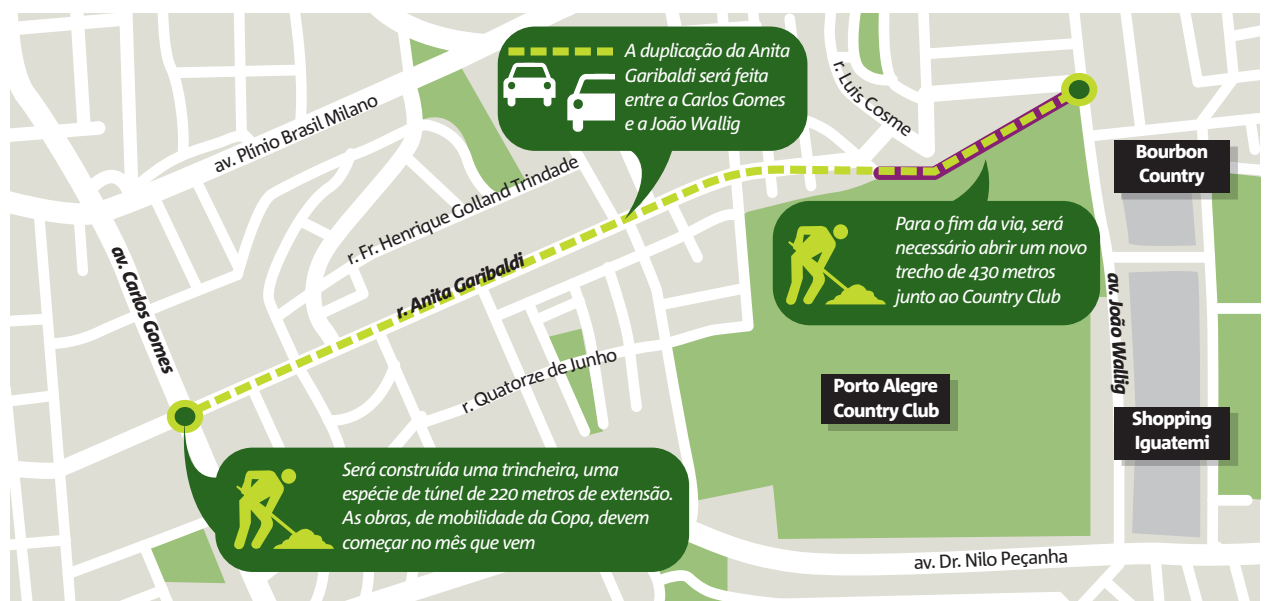 A duplicação da Anita
Garibaldi será feita
entre a Carlos Gomes
e a João Wallig
r. Luis Cosme
av. Plínio Brasil Milano
Bourbon
Country
r. Fr. Henrique Golland Trindade
Para o fim da via, será
necessário abrir um novo
trecho de 430 metros
junto ao Country Club
av. Carlos Gomes
r. Anita Garibaldi
av. João Wallig
r. Quatorze de Junho
Porto Alegre
Country Club
Shopping
Iguatemi
Será construída uma trincheira, uma
espécie de túnel de 220 metros de extensão.
As obras, de mobilidade da Copa, devem
começar no mês que vem
av. Dr. Nilo Peçanha